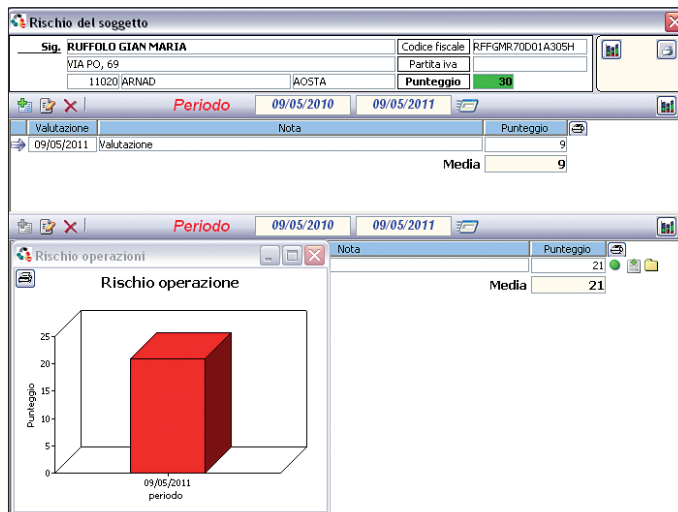 Rischio del soggetto
Sig. RUFFOLO GIAN MARIA Codice fiscale RFFGMR70D01A305H
VIA PO, 69 Partita iva
11020 ARNAD AOSTA Punteggio 30
Periodo 09/05/2010 09/05/2011
Valutazione Nota Punteggio
09/05/2011 Valutazione 9
Media 9
Periodo 09/05/2010 09/05/2011
Rischio operazioni Nota Punteggio
21
Rischio operazione Media 21
25
20
15
10
5
0
Punteggio
09/05/2011
periodo